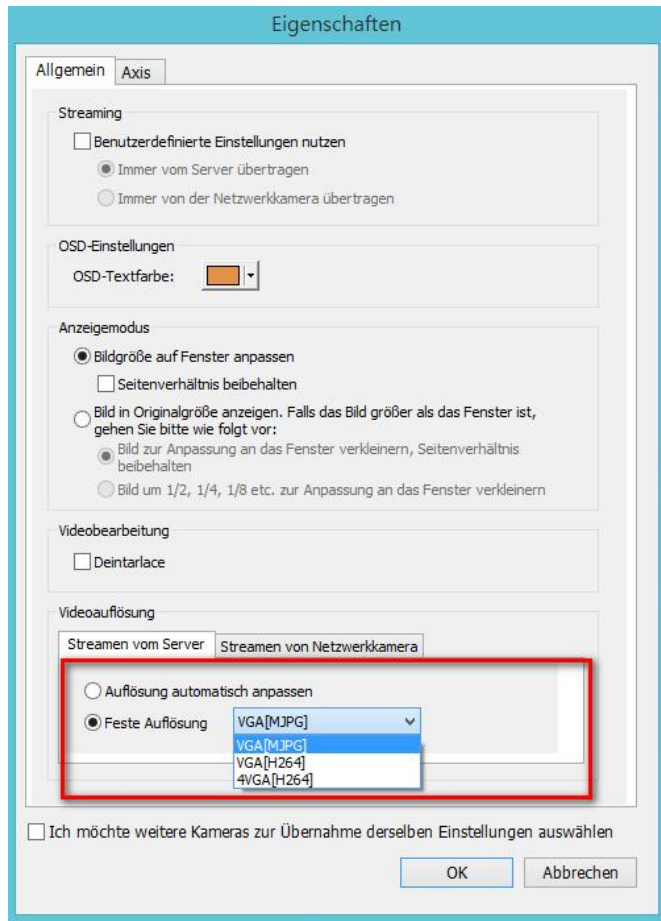 Eigenschaften
Allgemein
Axis
Streaming
Benutzerdefinierte Einstellungen nutzen
Immer vom Server übertragen
Immer von der Netzwerkkamera übertragen
OSD-Einstellungen
OSD-Textfarbe:
Anzeigemodus
Bildgröße auf Fenster anpassen
Seitenverhältnis beibehalten
Bild in Originalgröße anzeigen. Falls das Bild größer als das Fenster ist,
gehen Sie bitte wie folgt vor:
Bild zur Anpassung an das Fenster verkleinern, Seitenverhältnis
beibehalten
Bild um 1/2, 1/4, 1/8 etc. zur Anpassung an das Fenster verkleinern
Videobearbeitung
Deintarlace
Videoauflösung
Streamen vom Server
Streamen von Netzwerkkamera
Auflösung automatisch anpassen
Feste Auflösung
VGA[MJPG]
VGA[MJPG]
VGA[H264]
4VGA[H264]
Ich möchte weitere Kameras zur Übernahme derselben Einstellungen auswählen
OK
Abbrechen